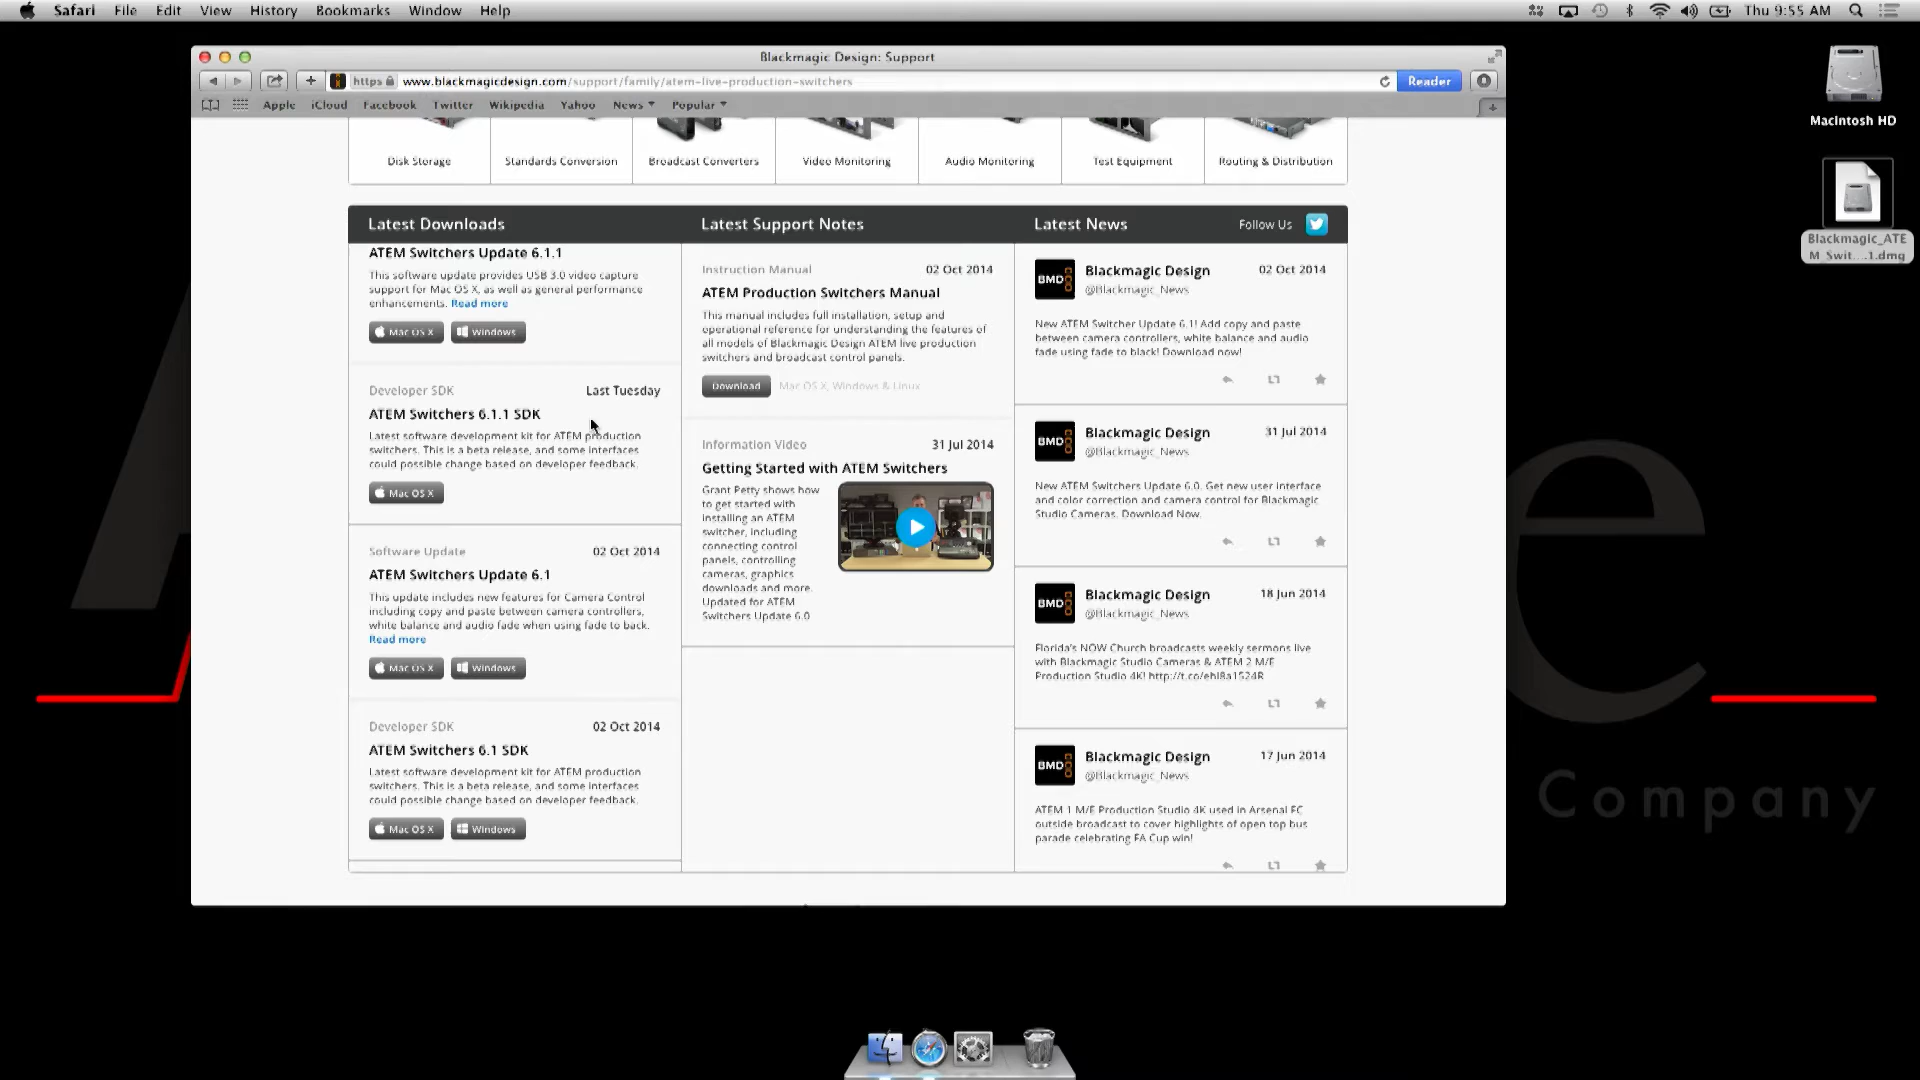 Safari File Edit View History Bookmarks Window Help
Thu 9:55 AM
Blackmagic Design: Support
https www.blackmagicdesign.com/support/family/atem-live-production-switchers
Reader
Apple iCloud Facebook Twitter Wikipedia Yahoo News Popular
Macintosh HD
Blackmagic_ATE
M_Swit...1.dmg
Disk Storage
Standards Conversion
Broadcast Converters
Video Monitoring
Audio Monitoring
Test Equipment
Routing & Distribution
Latest Downloads
ATEM Switchers Update 6.1.1
This software update provides USB 3.0 video capture
support for Mac OS X, as well as general performance
enhancements. Read more
Mac OS X Windows
Developer SDK Last Tuesday
ATEM Switchers 6.1.1 SDK
Latest software development kit for ATEM production
switchers. This is a beta release, and some interfaces
could possible change based on developer feedback.
Mac OS X
Software Update 02 Oct 2014
ATEM Switchers Update 6.1
This update includes new features for Camera Control
including copy and paste between camera controllers,
white balance and audio fade when using fade to back.
Read more
Mac OS X Windows
Developer SDK 02 Oct 2014
ATEM Switchers 6.1 SDK
Latest software development kit for ATEM production
switchers. This is a beta release, and some interfaces
could possible change based on developer feedback.
Mac OS X Windows
Latest Support Notes
Instruction Manual 02 Oct 2014
ATEM Production Switchers Manual
This manual includes full installation, setup and
operational reference for understanding the features of
all models of Blackmagic Design ATEM live production
switchers and broadcast control panels.
Download Mac OS X, Windows & Linux
Information Video 31 Jul 2014
Getting Started with ATEM Switchers
Grant Petty shows how
to get started with
installing an ATEM
switcher, including
connecting control
panels, controlling
cameras, graphics
downloads and more.
Updated for ATEM
Switchers Update 6.0
Latest News Follow Us
BMD Blackmagic Design 02 Oct 2014
@Blackmagic_News
New ATEM Switcher Update 6.1! Add copy and paste
between camera controllers, white balance and audio
fade using fade to black! Download now!
BMD Blackmagic Design 31 Jul 2014
@Blackmagic_News
New ATEM Switchers Update 6.0. Get new user interface
and color correction and camera control for Blackmagic
Studio Cameras. Download Now.
BMD Blackmagic Design 18 Jun 2014
@Blackmagic_News
Florida's NOW Church broadcasts weekly sermons live
with Blackmagic Studio Cameras & ATEM 2 M/E
Production Studio 4K! http://t.co/ehl8a1S24R
BMD Blackmagic Design 17 Jun 2014
@Blackmagic_News
ATEM 1 M/E Production Studio 4K used in Arsenal FC
outside broadcast to cover highlights of open top bus
parade celebrating FA Cup win!
e
Company